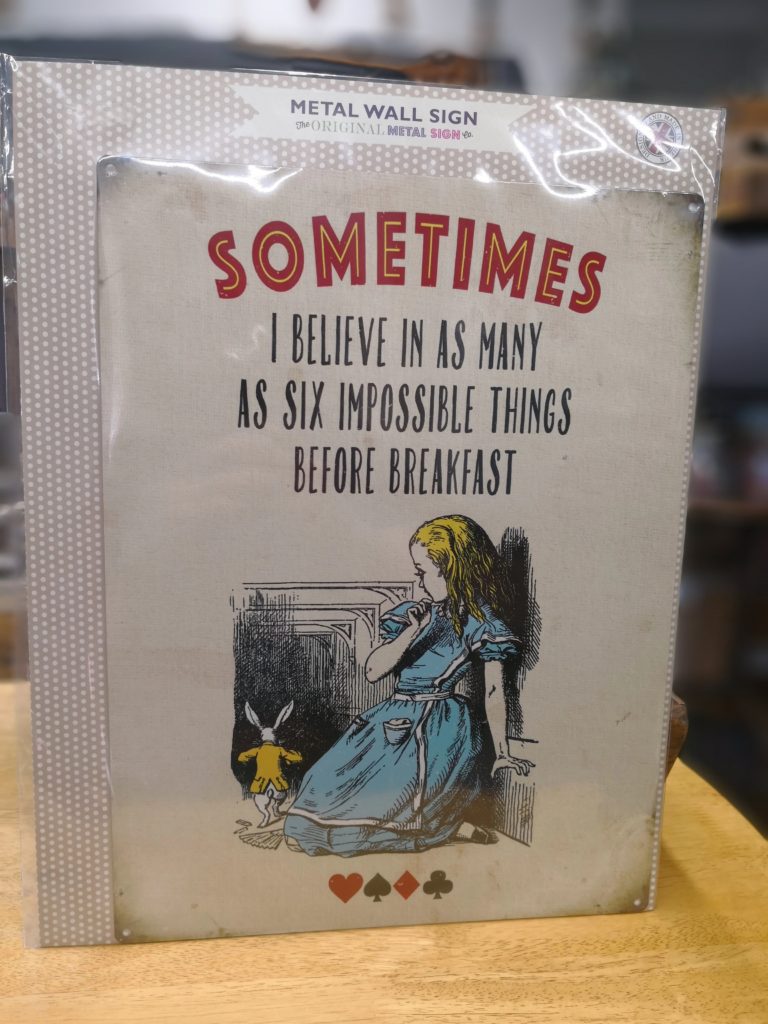 METAL WALL SIGN
The ORIGINAL METAL SIGN Co.
SOMETIMES
I BELIEVE IN AS MANY
AS SIX IMPOSSIBLE THINGS
BEFORE BREAKFAST